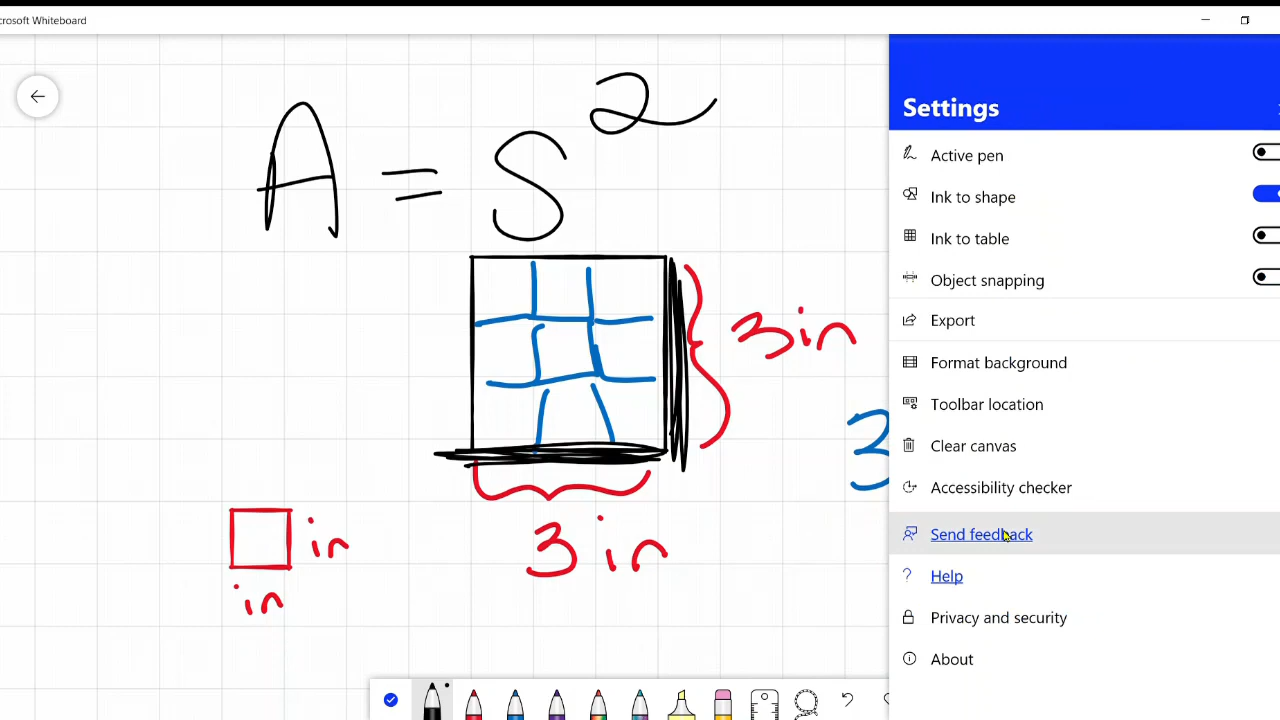 crosoft Whiteboard
A = s²
3 in
3
3 in
in
in
Settings
Active pen
Ink to shape
Ink to table
Object snapping
Export
Format background
Toolbar location
Clear canvas
Accessibility checker
Send feedback
Help
Privacy and security
About